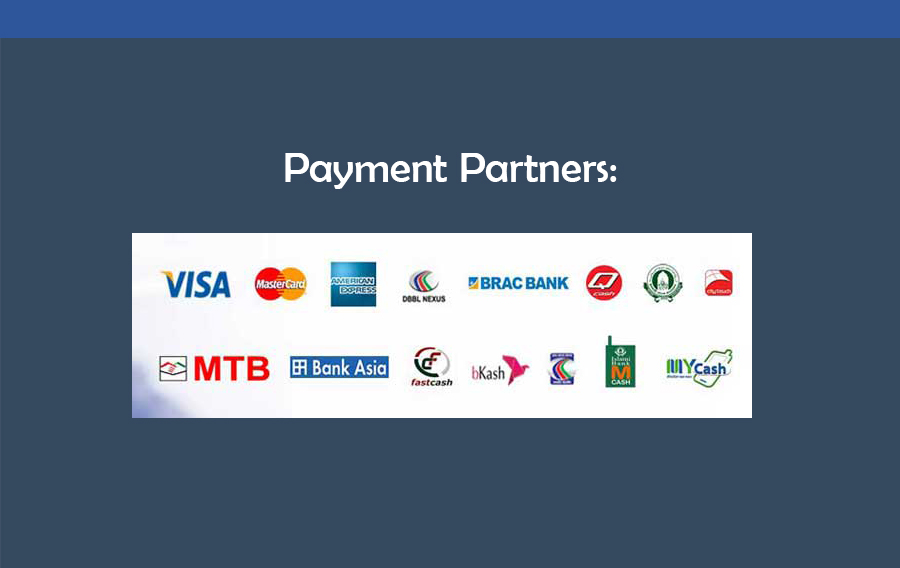 Payment Partners:
VISA
MasterCard
AMERICAN EXPRESS
DBBL NEXUS
BRAC BANK
Q cash
citytouch
MTB
Bank Asia
fastcash
bKash
Islami
Bank
M
CASH
MYCash